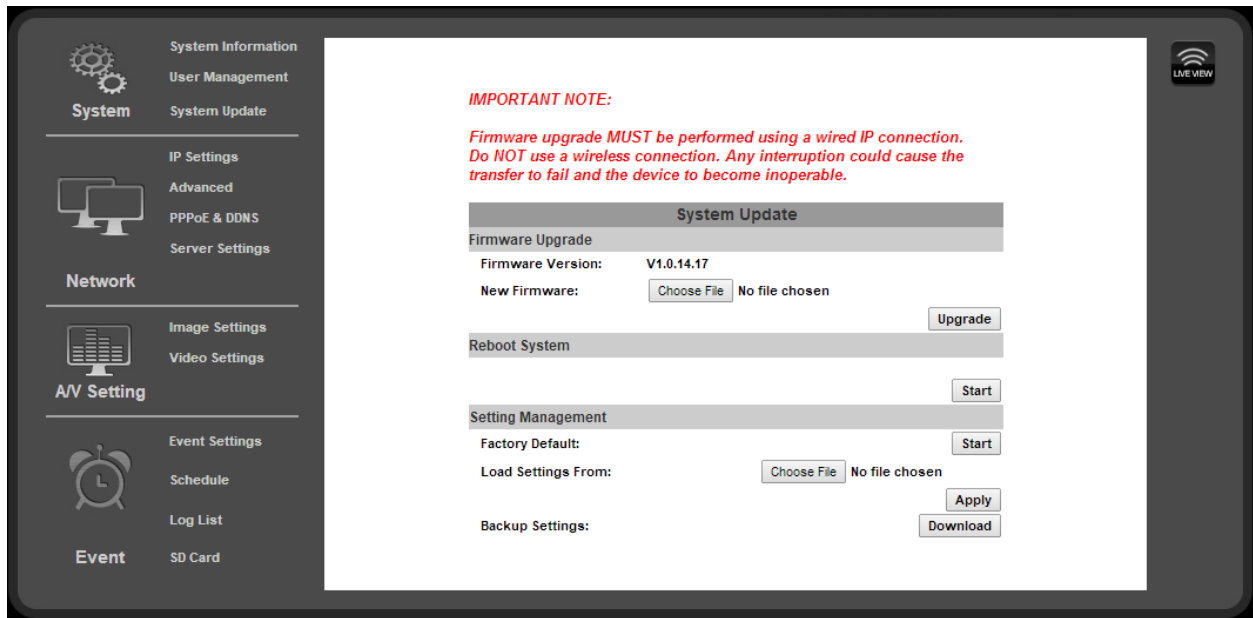 System Information
User Management
System
System Update
IP Settings
Advanced
PPPoE & DDNS
Server Settings
Network
Image Settings
Video Settings
A/V Setting
Event Settings
Schedule
Log List
Event
SD Card
LIVE VIEW
IMPORTANT NOTE:
Firmware upgrade MUST be performed using a wired IP connection.
Do NOT use a wireless connection. Any interruption could cause the
transfer to fail and the device to become inoperable.
System Update
Firmware Upgrade
Firmware Version: V1.0.14.17
New Firmware: Choose File No file chosen
Upgrade
Reboot System
Start
Setting Management
Factory Default: Start
Load Settings From: Choose File No file chosen
Apply
Backup Settings: Download